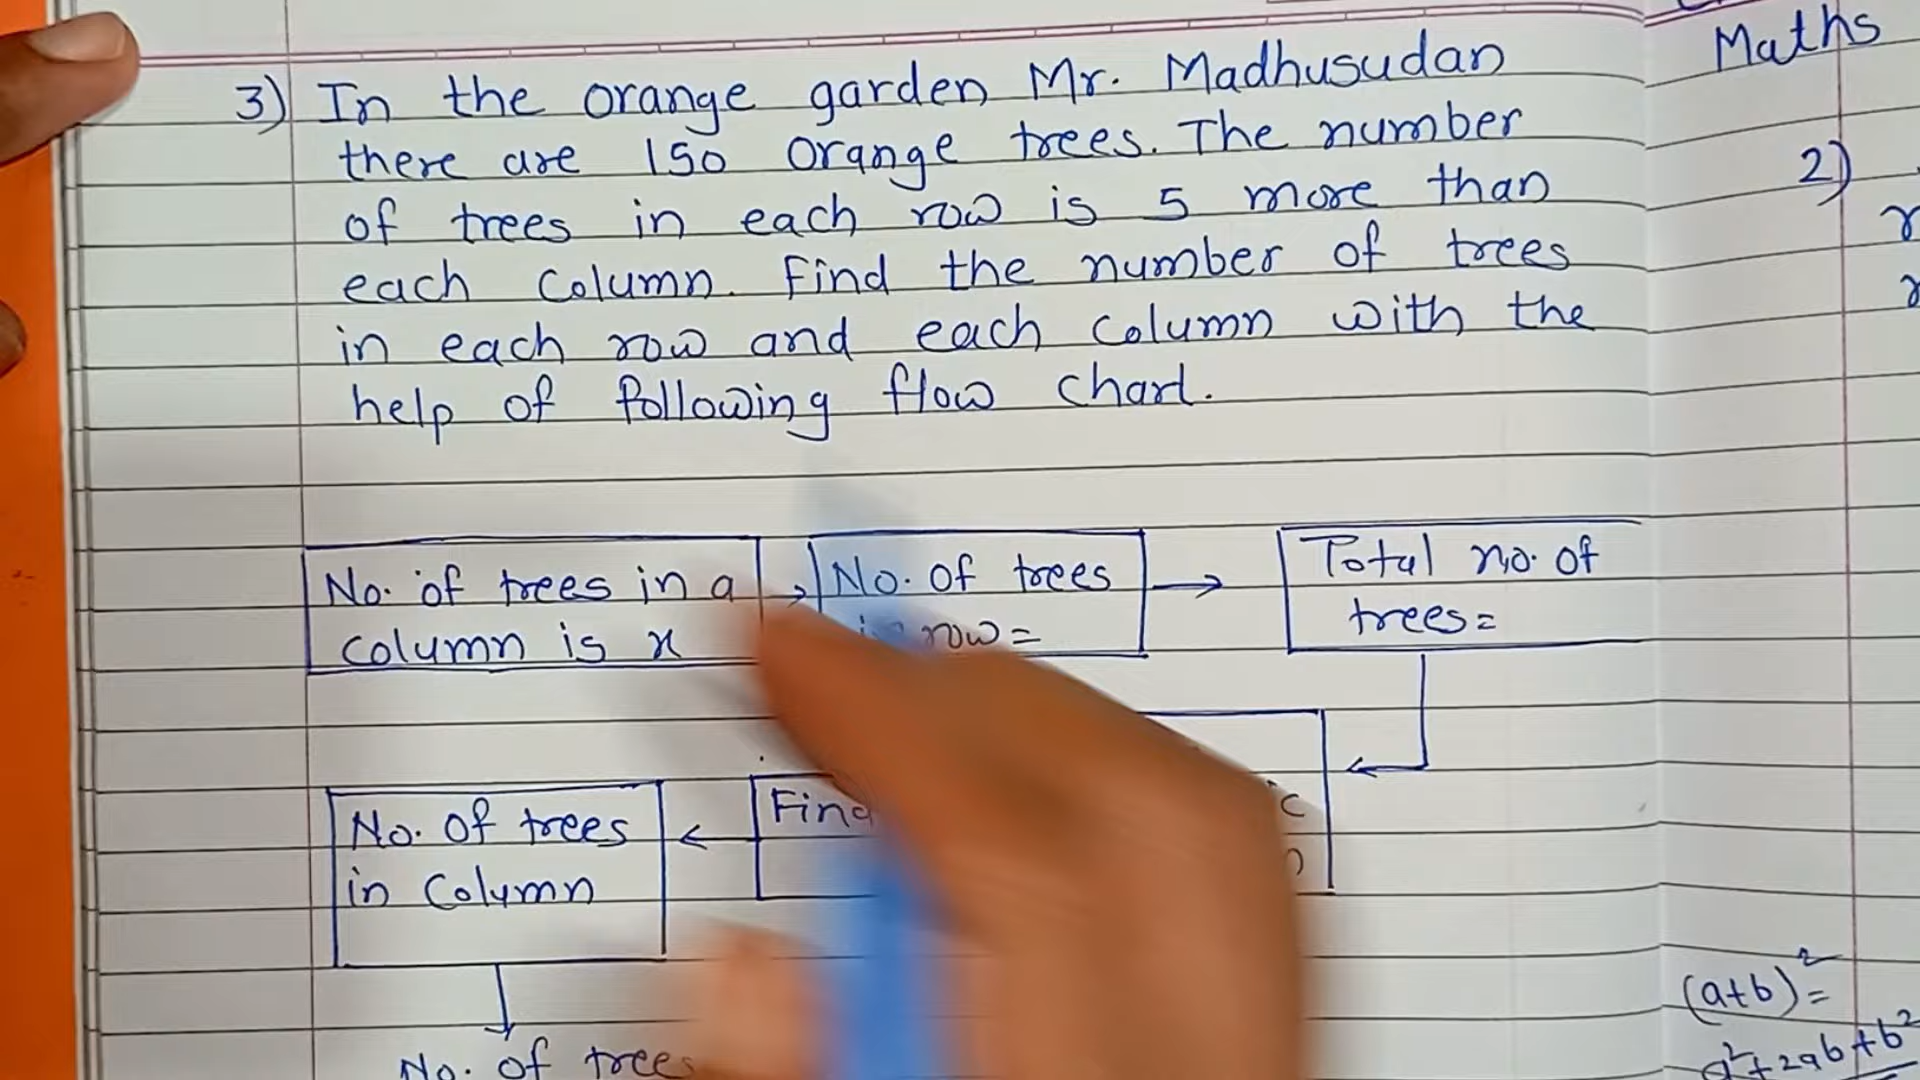 Maths
3) In the orange garden Mr. Madhusudan
there are 150 orange trees. The number
of trees in each row is 5 more than
each column. Find the number of trees
in each row and each column with the
help of following flow chart.
No. of trees in a
column is x
No. of trees
row =
Total no. of
trees =
Find
No. of trees
in Column
No. of trees
2)
(a+b)² =
a²+2ab+b²